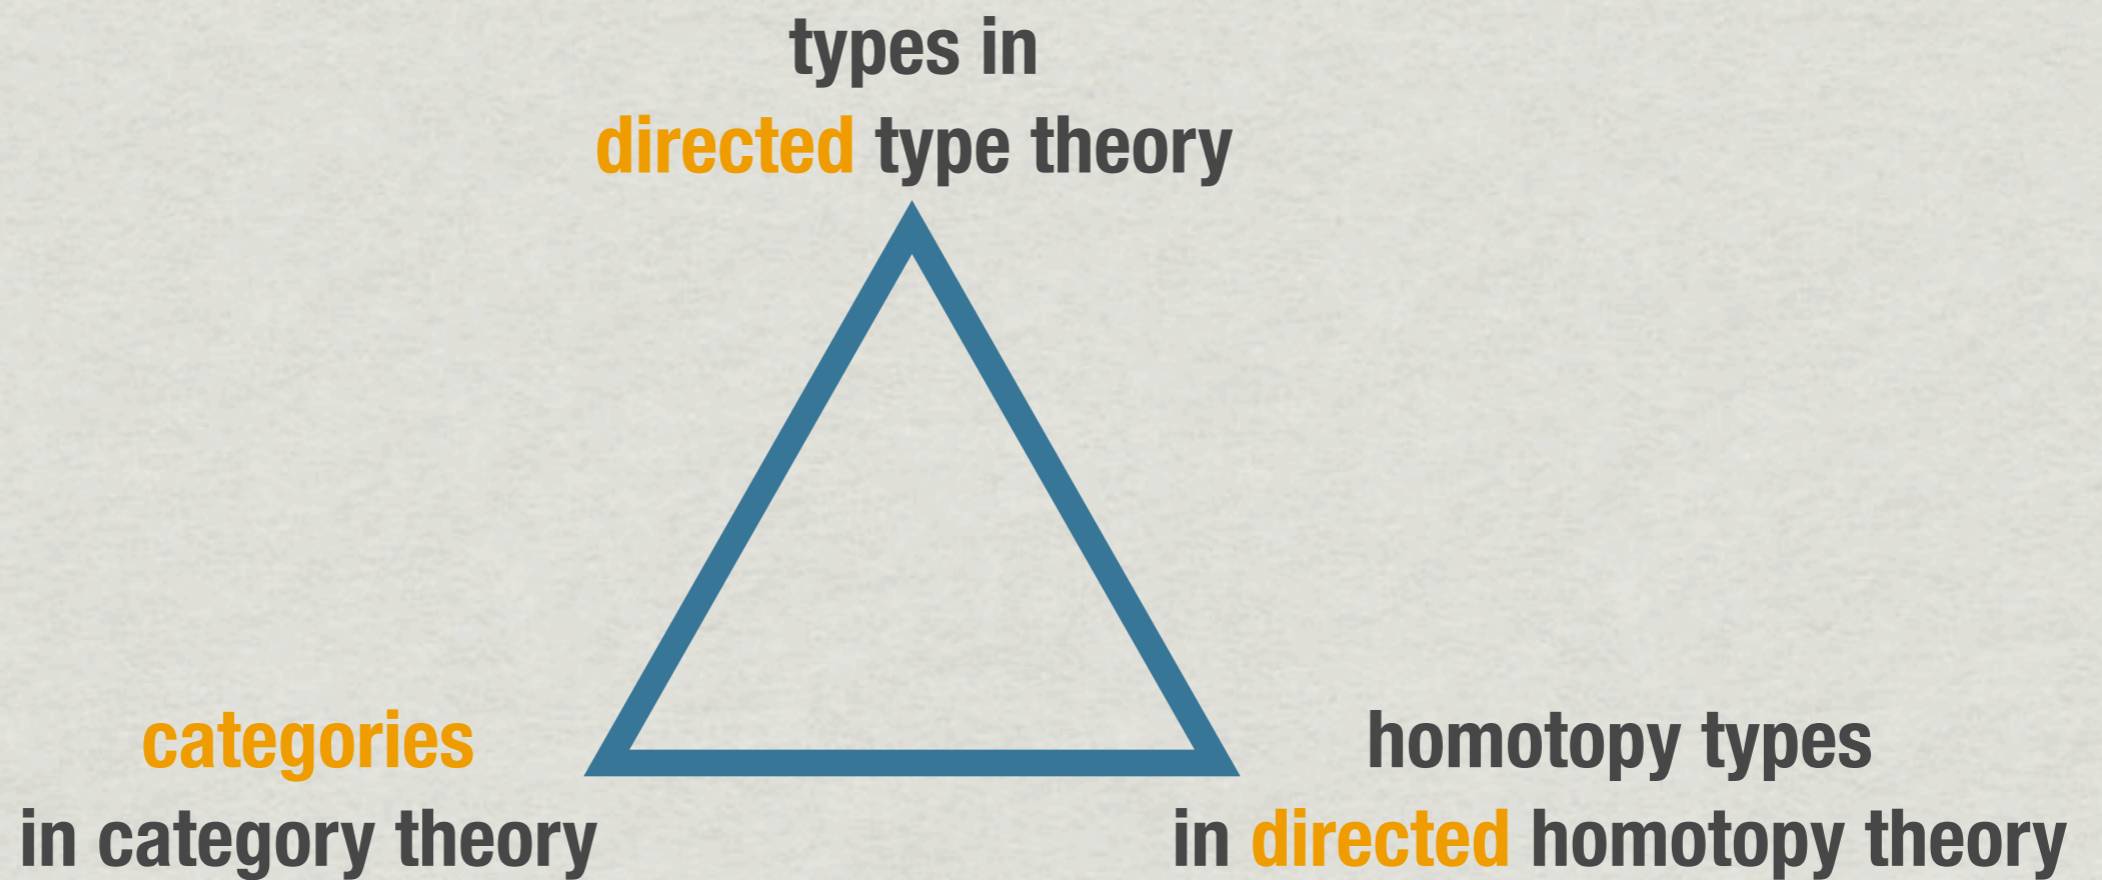 types in
directed type theory
categories
in category theory
homotopy types
in directed homotopy theory